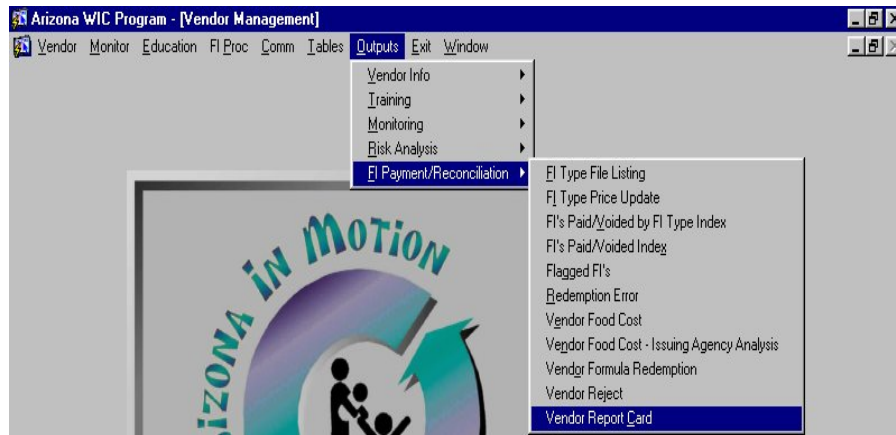 Arizona WIC Program - [Vendor Management]
Vendor Monitor Education FI Proc Comm Tables Outputs Exit Window
Vendor Info
Training
Monitoring
Risk Analysis
FI Payment/Reconciliation
FI Type File Listing
FI Type Price Update
FI's Paid/Voided by FI Type Index
FI's Paid/Voided Index
Flagged FI's
Redemption Error
Vendor Food Cost
Vendor Food Cost - Issuing Agency Analysis
Vendor Formula Redemption
Vendor Reject
Vendor Report Card
ARIZONA IN MOTION